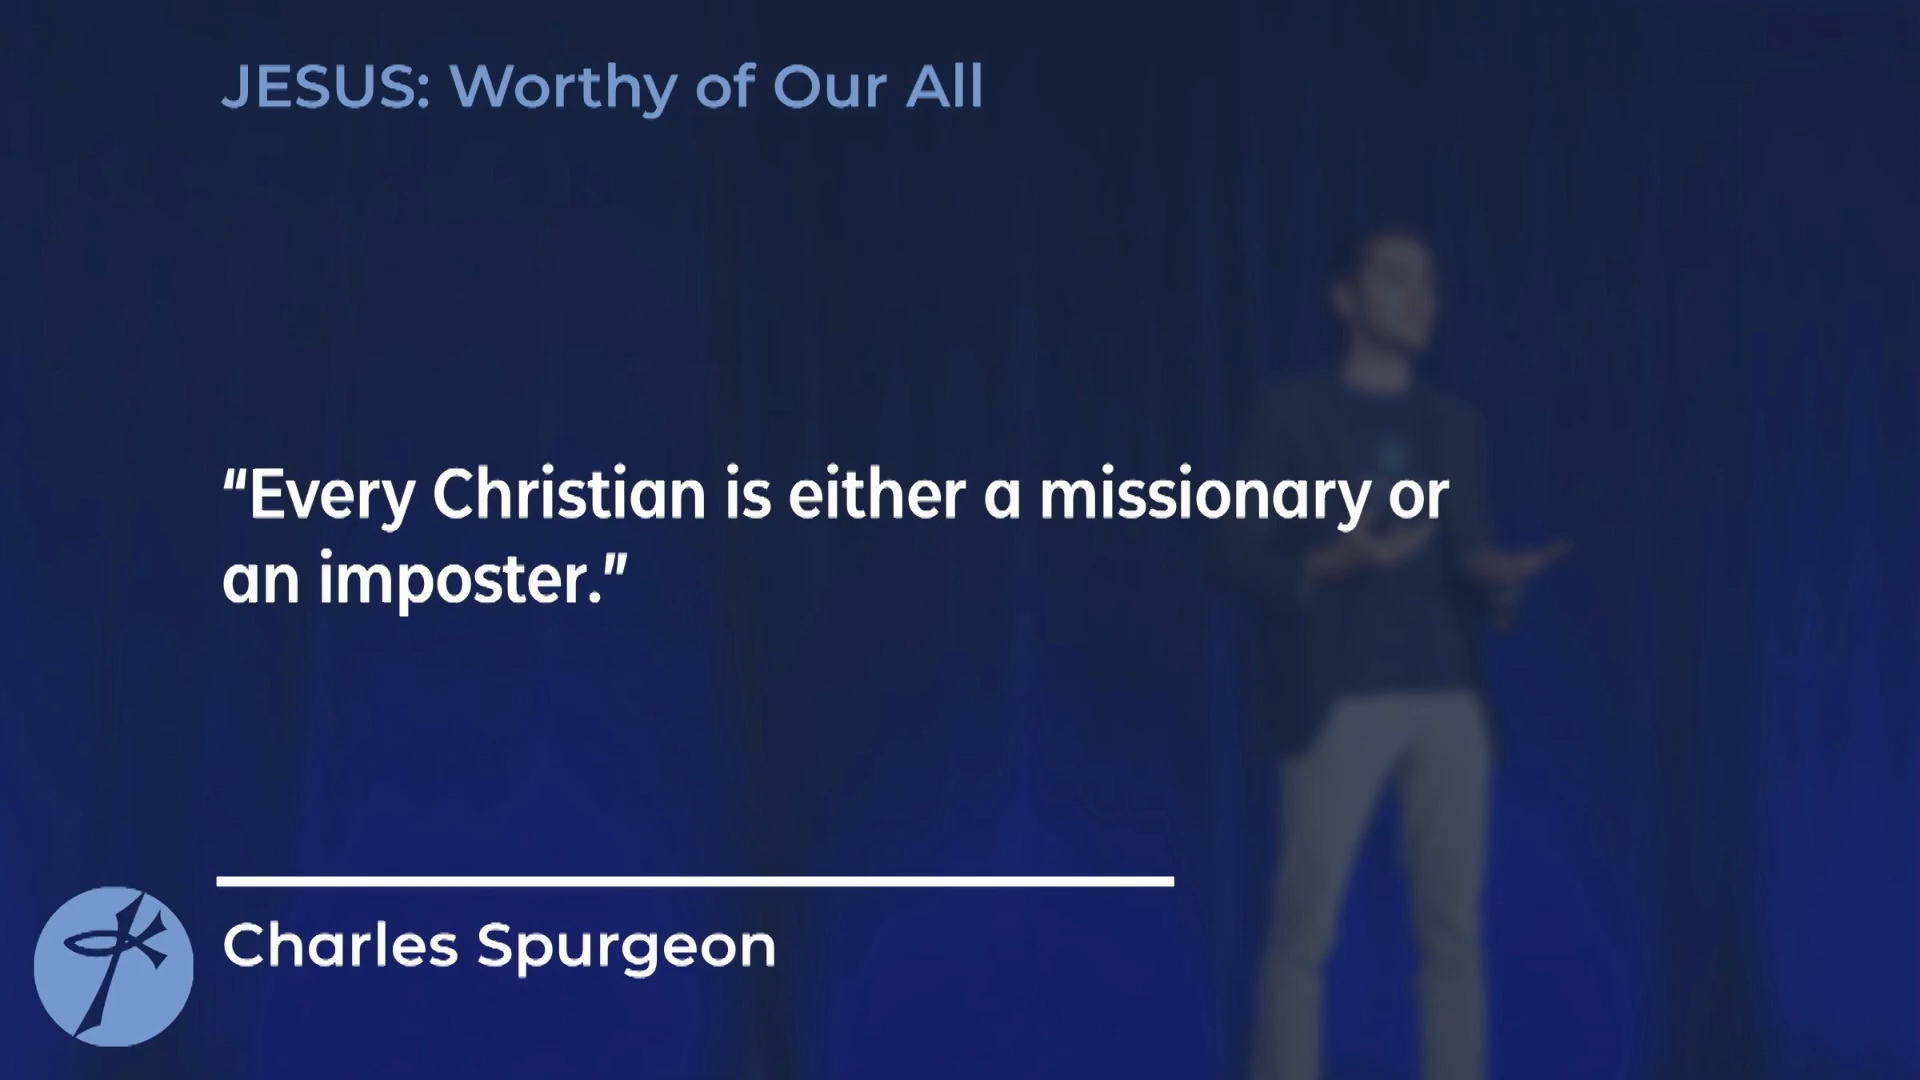 JESUS: Worthy of Our All
“Every Christian is either a missionary or
an imposter.”
Charles Spurgeon